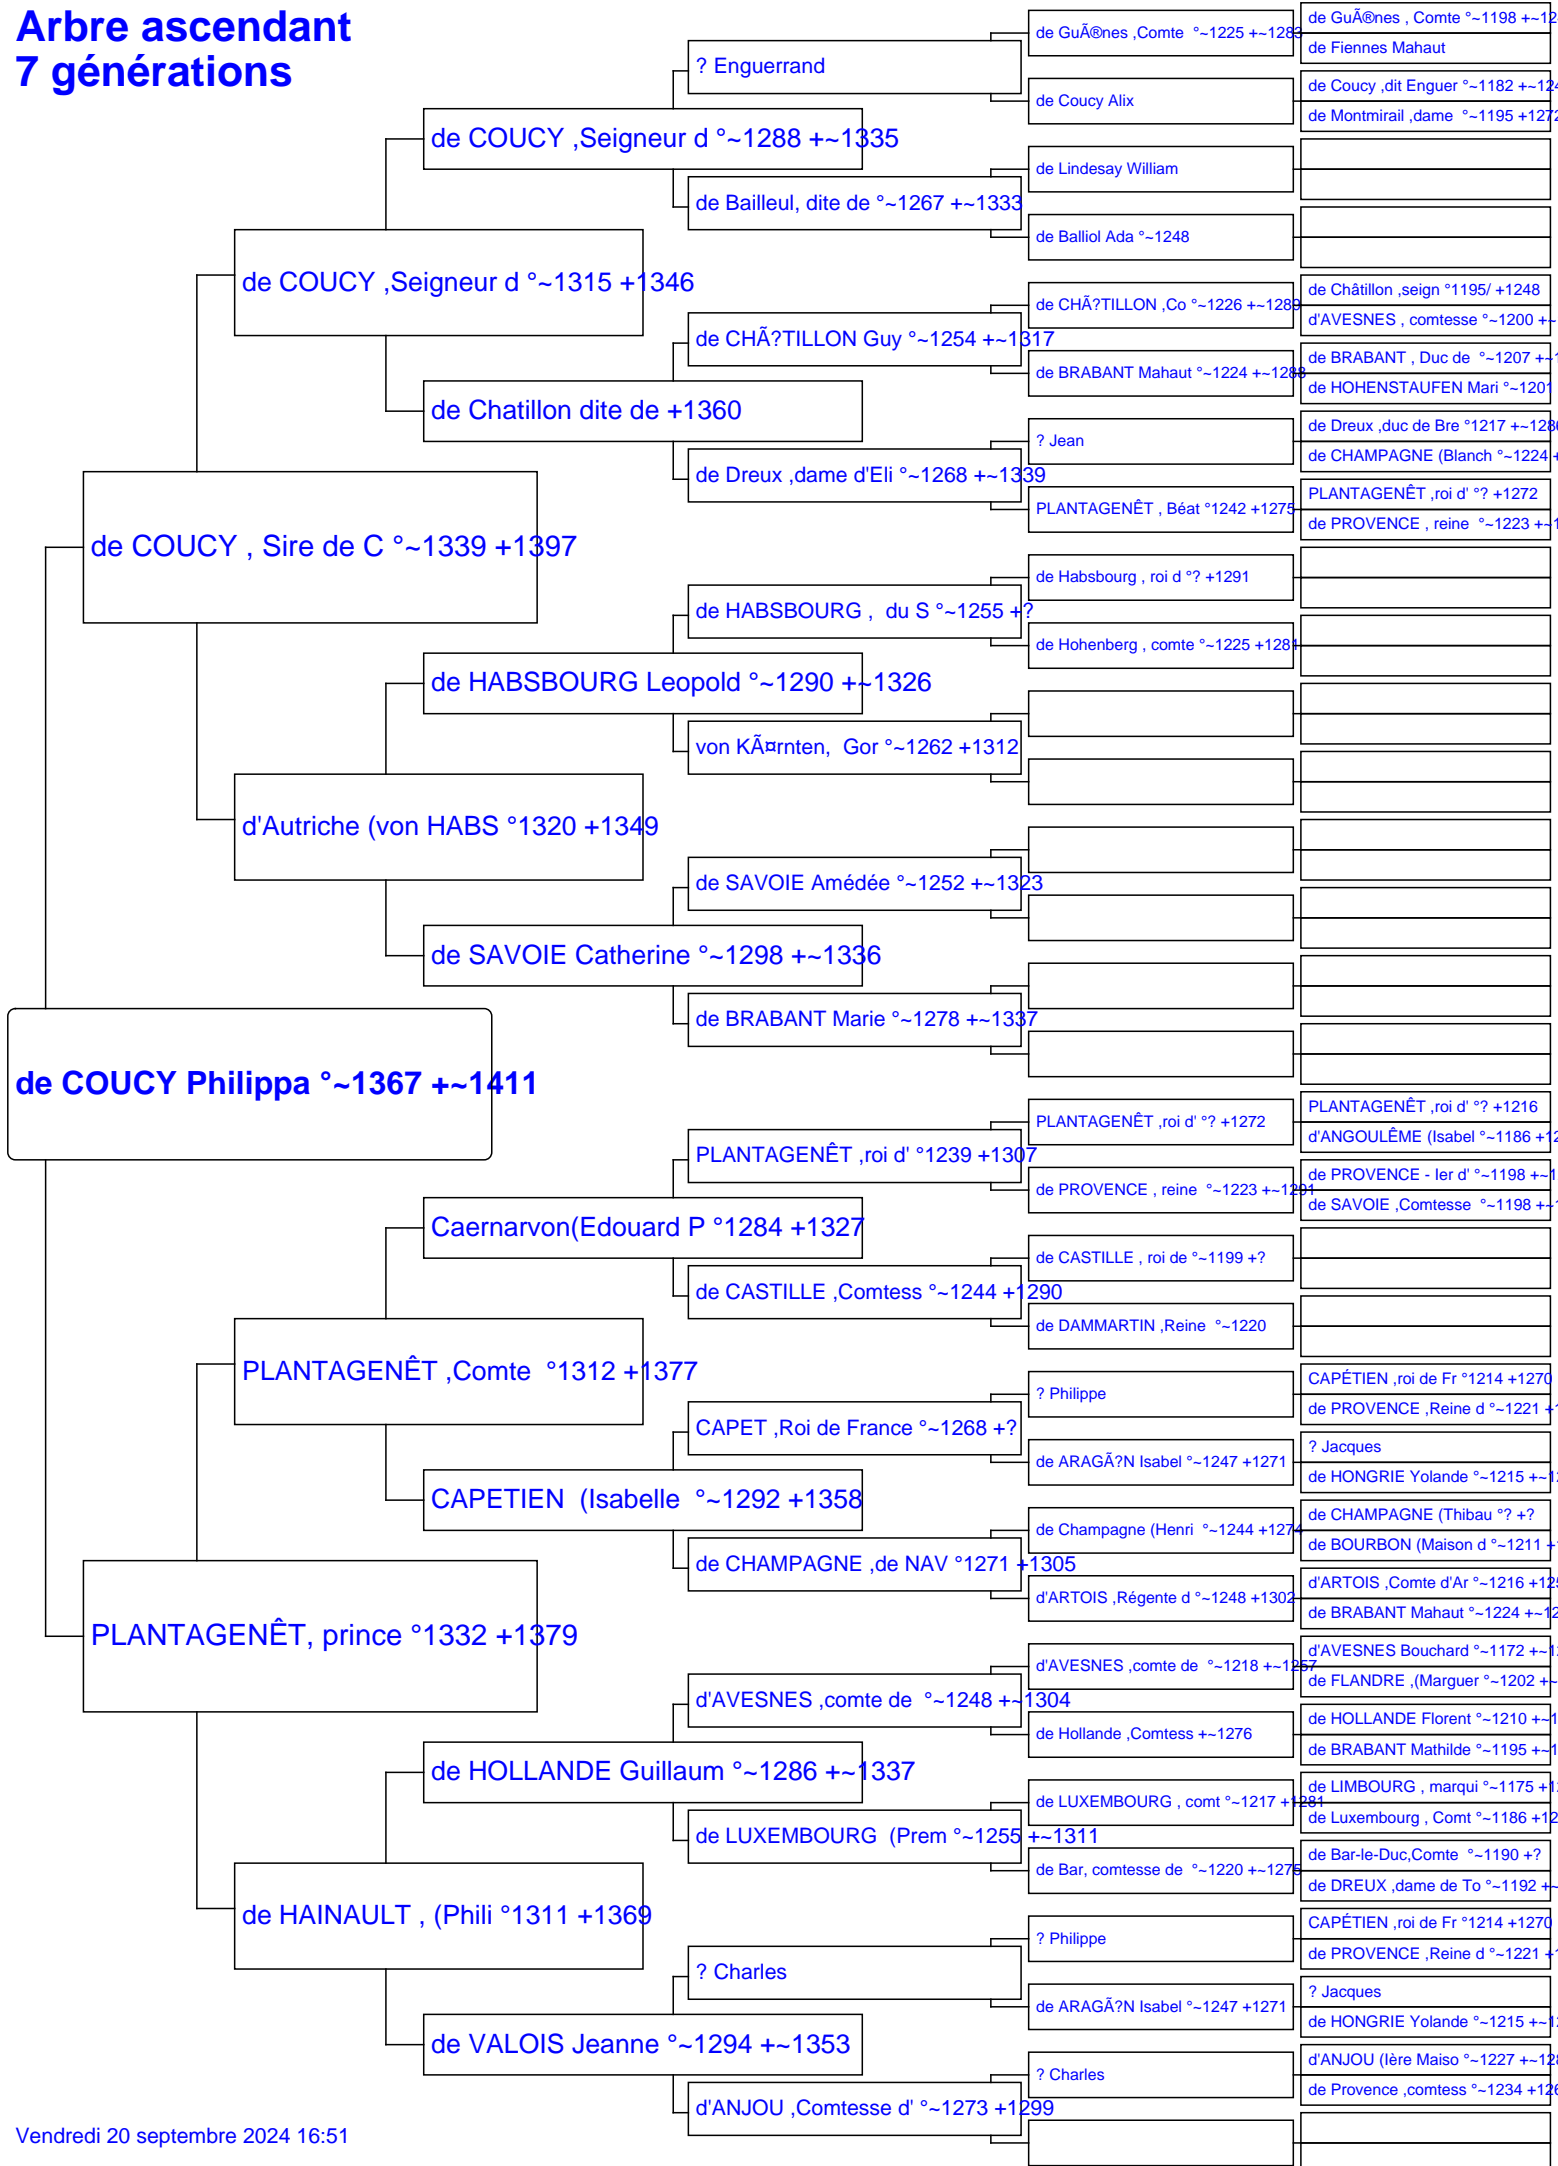 Arbre ascendant
7 générations
de COUCY Philippa °~1367 +~1411
de COUCY , Sire de C °~1339 +1397
PLANTAGENÊT, prince °1332 +1379
de COUCY ,Seigneur d °~1315 +1346
d'Autriche (von HABS °1320 +1349
PLANTAGENÊT ,Comte  °1312 +1377
de HAINAULT , (Phili °1311 +1369
de COUCY ,Seigneur d °~1288 +~1335
de Chatillon dite de +1360
de HABSBOURG Leopold °~1290 +~1326
de SAVOIE Catherine °~1298 +~1336
Caernarvon(Edouard P °1284 +1327
CAPETIEN  (Isabelle  °~1292 +1358
de HOLLANDE Guillaum °~1286 +~1337
de VALOIS Jeanne °~1294 +~1353
? Enguerrand
de Bailleul, dite de °~1267 +~1333
de CHÃ?TILLON Guy °~1254 +~1317
de Dreux ,dame d'Eli °~1268 +~1339
de HABSBOURG ,  du S °~1255 +?
von KÃ¤rnten,  Gor °~1262 +1312
de SAVOIE Amédée °~1252 +~1323
de BRABANT Marie °~1278 +~1337
PLANTAGENÊT ,roi d' °1239 +1307
de CASTILLE ,Comtess °~1244 +1290
CAPET ,Roi de France °~1268 +?
de CHAMPAGNE ,de NAV °1271 +1305
d'AVESNES ,comte de  °~1248 +~1304
de LUXEMBOURG  (Prem °~1255 +~1311
? Charles
d'ANJOU ,Comtesse d' °~1273 +1299
de GuÃ®nes ,Comte  °~1225 +~1283
de Coucy Alix
de Lindesay William
de Balliol Ada °~1248
de CHÃ?TILLON ,Co °~1226 +~1289
de BRABANT Mahaut °~1224 +~1288
? Jean
PLANTAGENÊT , Béat °1242 +1275
de Habsbourg , roi d °? +1291
de Hohenberg , comte °~1225 +1281
PLANTAGENÊT ,roi d' °? +1272
de PROVENCE , reine  °~1223 +~1291
de CASTILLE , roi de °~1199 +?
de DAMMARTIN ,Reine  °~1220
? Philippe
de ARAGÃ?N Isabel °~1247 +1271
de Champagne (Henri  °~1244 +1274
d'ARTOIS ,Régente d °~1248 +1302
d'AVESNES ,comte de  °~1218 +~1257
de Hollande ,Comtess +~1276
de LUXEMBOURG , comt °~1217 +1281
de Bar, comtesse de  °~1220 +~1275
? Philippe
de ARAGÃ?N Isabel °~1247 +1271
? Charles
de GuÃ®nes , Comte °~1198 +~12
de Fiennes Mahaut
de Coucy ,dit Enguer °~1182 +~124
de Montmirail ,dame  °~1195 +1272
de Châtillon ,seign °1195/ +1248
d'AVESNES , comtesse °~1200 +~
de BRABANT , Duc de  °~1207 +~1
de HOHENSTAUFEN Mari °~1201
de Dreux ,duc de Bre °1217 +~1286
de CHAMPAGNE (Blanch °~1224 +
PLANTAGENÊT ,roi d' °? +1272
de PROVENCE , reine  °~1223 +~1
PLANTAGENÊT ,roi d' °? +1216
d'ANGOULÊME (Isabel °~1186 +12
de PROVENCE - Ier d' °~1198 +~1
de SAVOIE ,Comtesse  °~1198 +~1
CAPÉTIEN ,roi de Fr °1214 +1270
de PROVENCE ,Reine d °~1221 +1
? Jacques
de HONGRIE Yolande °~1215 +~12
de CHAMPAGNE (Thibau °? +?
de BOURBON (Maison d °~1211 +1
d'ARTOIS ,Comte d'Ar °~1216 +125
de BRABANT Mahaut °~1224 +~12
d'AVESNES Bouchard °~1172 +~12
de FLANDRE ,(Marguer °~1202 +~
de HOLLANDE Florent °~1210 +~1
de BRABANT Mathilde °~1195 +~1
de LIMBOURG , marqui °~1175 +12
de Luxembourg , Comt °~1186 +12
de Bar-le-Duc,Comte  °~1190 +?
de DREUX ,dame de To °~1192 +~
CAPÉTIEN ,roi de Fr °1214 +1270
de PROVENCE ,Reine d °~1221 +1
? Jacques
de HONGRIE Yolande °~1215 +~12
d'ANJOU (Ière Maiso °~1227 +~128
de Provence ,comtess °~1234 +126
Vendredi 20 septembre 2024 16:51